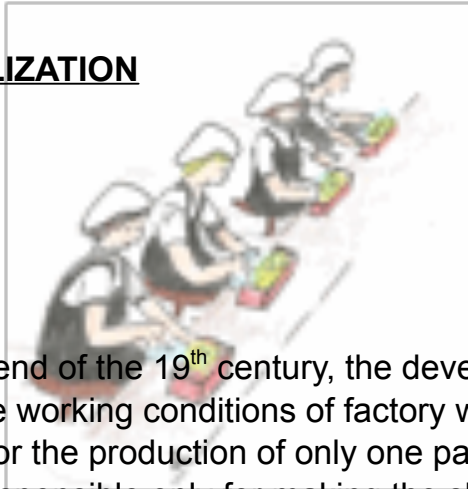 LIZATION
end of the 19th century, the deve
e working conditions of factory w
or the production of only one pa